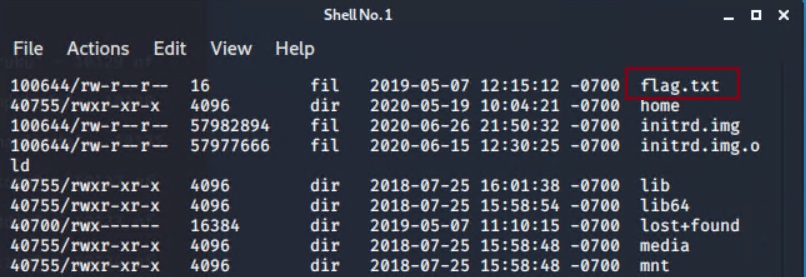 Shell No. 1
File Actions Edit View Help
100644/rw-r--r-- 16 fil 2019-05-07 12:15:12 -0700 flag.txt
40755/rwxr-xr-x 4096 dir 2020-05-19 10:04:21 -0700 home
100644/rw-r--r-- 57982894 fil 2020-06-26 21:50:32 -0700 initrd.img
100644/rw-r--r-- 57977666 fil 2020-06-15 12:30:25 -0700 initrd.img.o
ld
40755/rwxr-xr-x 4096 dir 2018-07-25 16:01:38 -0700 lib
40755/rwxr-xr-x 4096 dir 2018-07-25 15:58:54 -0700 lib64
40700/rwx------ 16384 dir 2019-05-07 11:10:15 -0700 lost+found
40755/rwxr-xr-x 4096 dir 2018-07-25 15:58:48 -0700 media
40755/rwxr-xr-x 4096 dir 2018-07-25 15:58:48 -0700 mnt